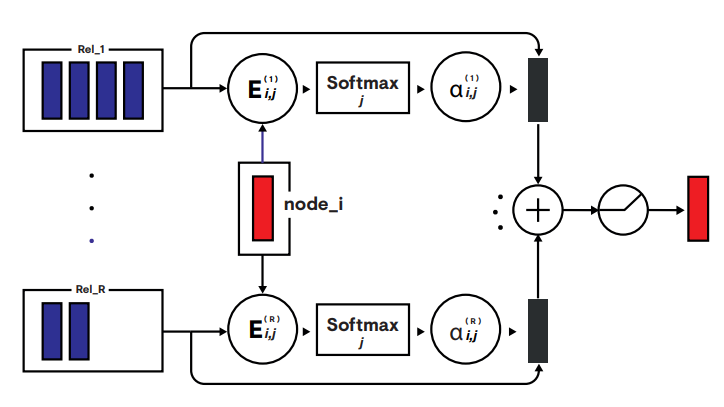 Rel_1
E i,j (1)
Softmax
j
α i,j (1)
node_i
+
Rel_R
E i,j (R)
Softmax
j
α i,j (R)